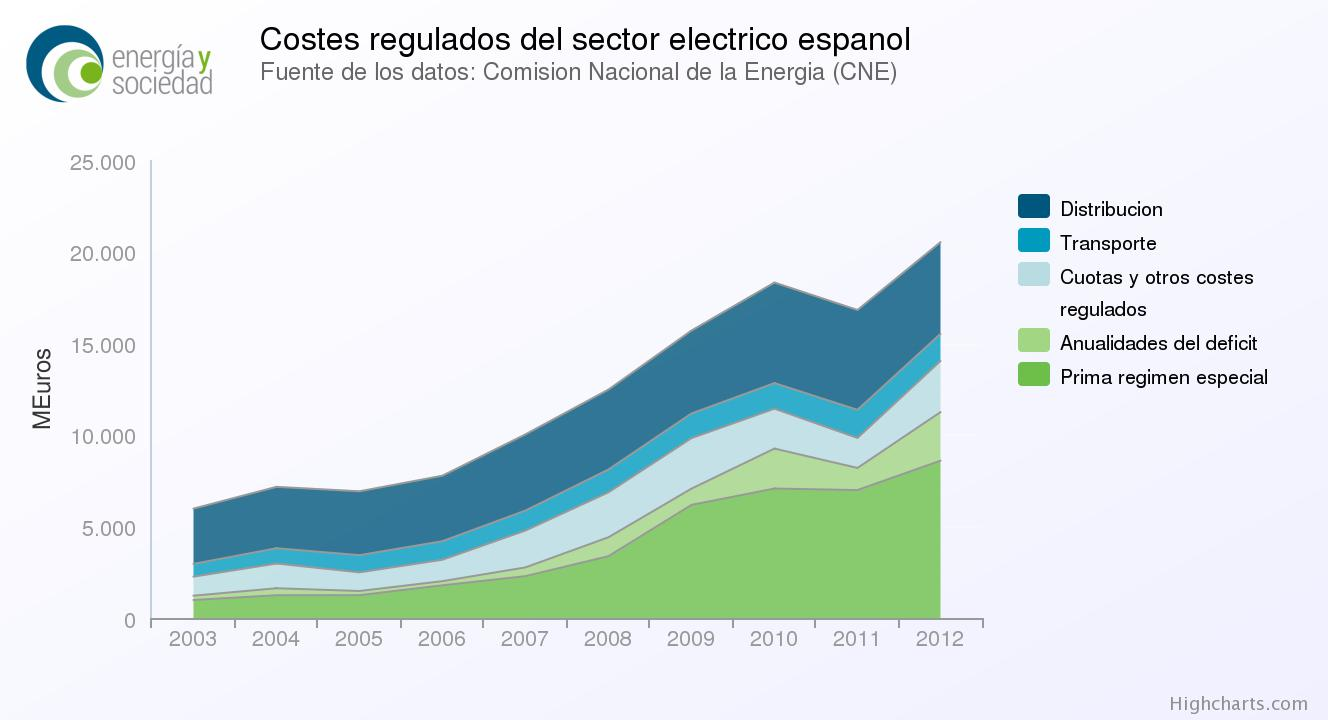 energía y
sociedad
Costes regulados del sector electrico espanol
Fuente de los datos: Comision Nacional de la Energia (CNE)
25.000
20.000
15.000
10.000
5.000
0
MEuros
2003 2004 2005 2006 2007 2008 2009 2010 2011 2012
Distribucion
Transporte
Cuotas y otros costes
regulados
Anualidades del deficit
Prima regimen especial
Highcharts.com